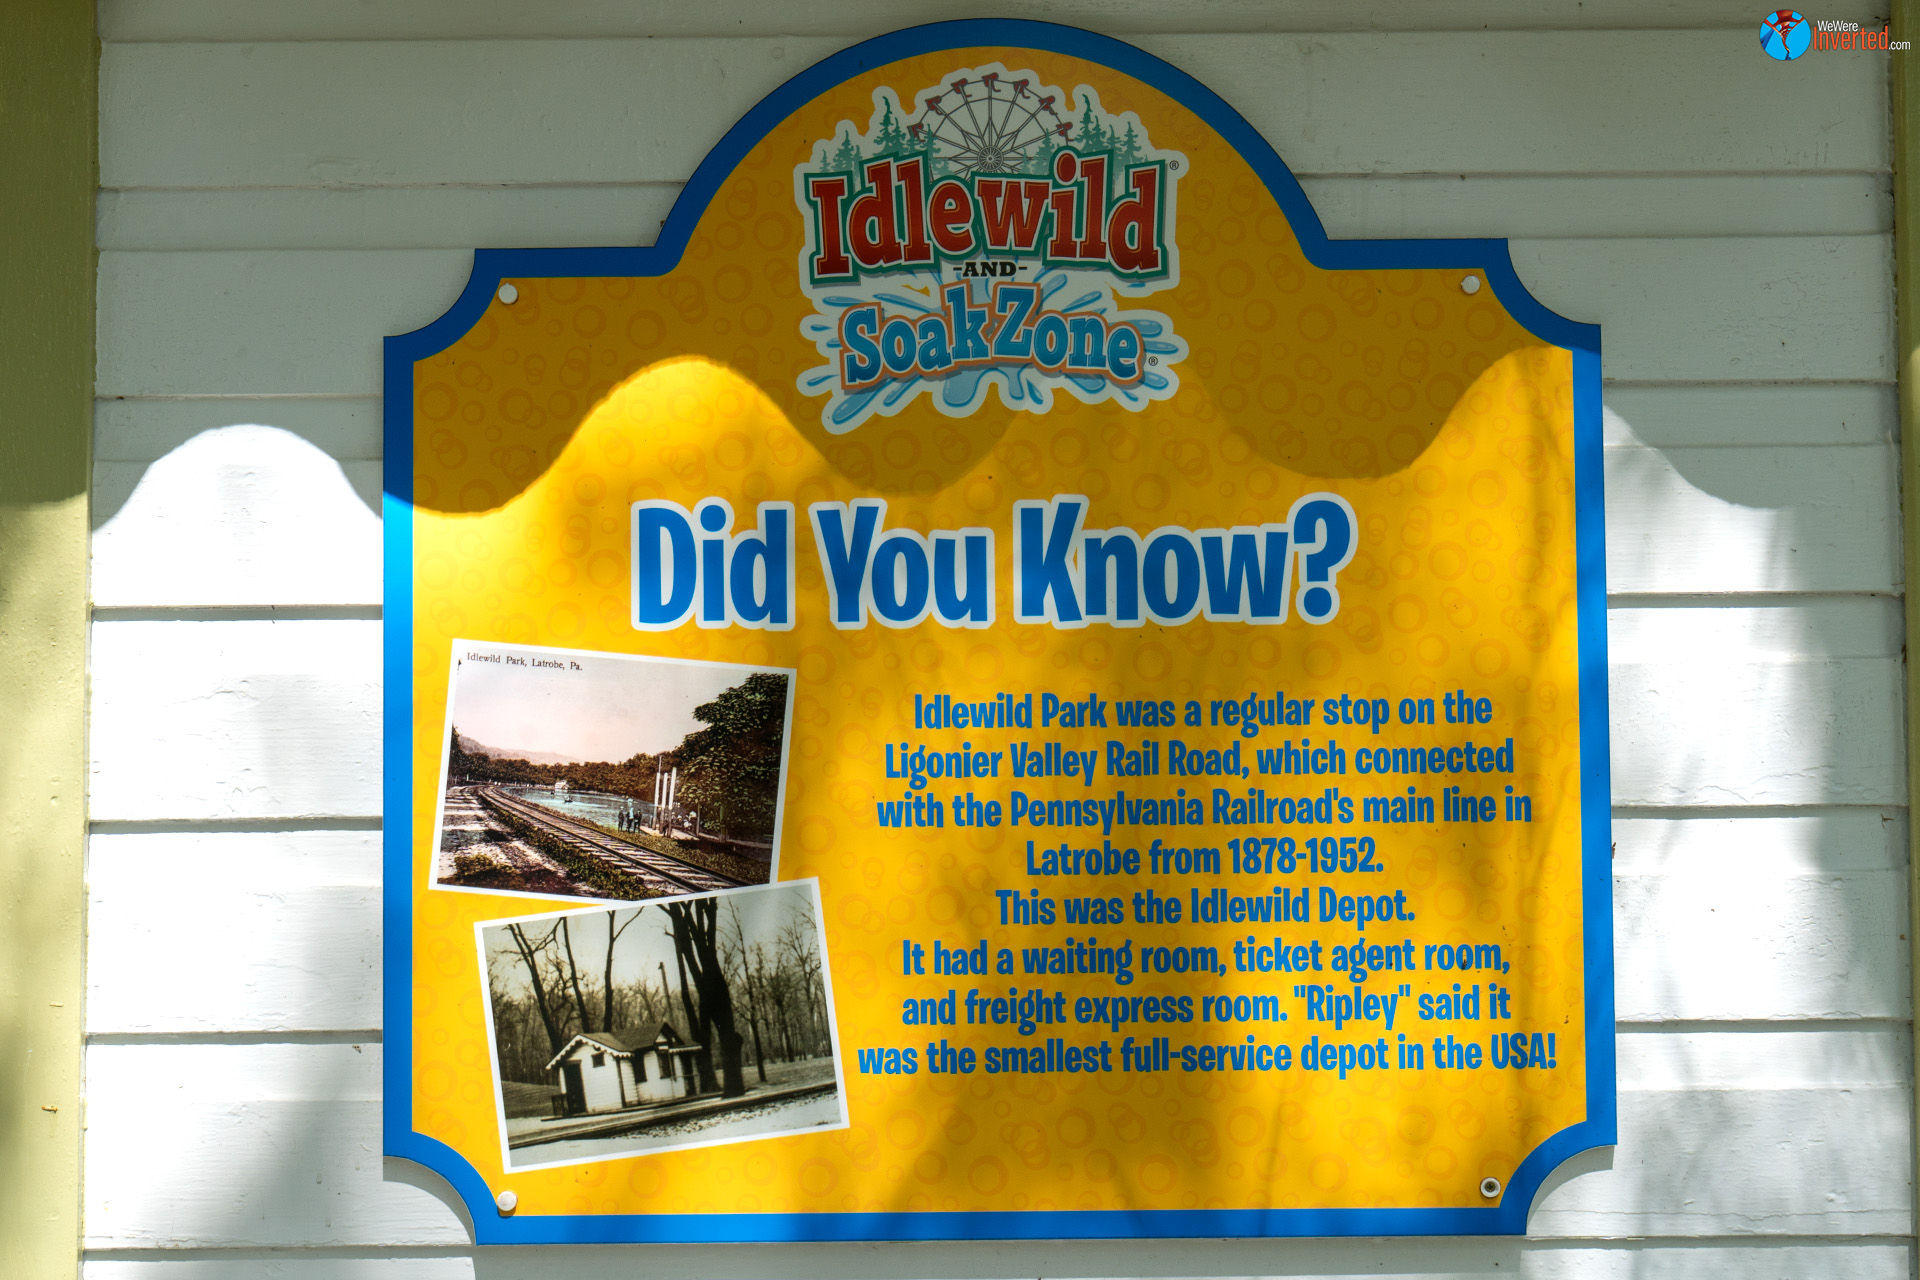 WeWere
Inverted.com
Idlewild®
-AND-
SoakZone®
Did You Know?
Idlewild Park, Latrobe, Pa.
Idlewild Park was a regular stop on the
Ligonier Valley Rail Road, which connected
with the Pennsylvania Railroad's main line in
Latrobe from 1878-1952.
This was the Idlewild Depot.
It had a waiting room, ticket agent room,
and freight express room. "Ripley" said it
was the smallest full-service depot in the USA!